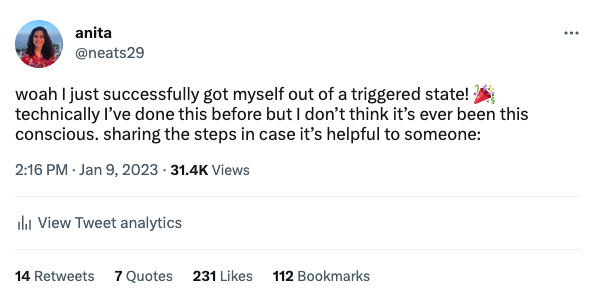 anita
@neats29
woah I just successfully got myself out of a triggered state! 🎉
technically I’ve done this before but I don’t think it’s ever been this
conscious. sharing the steps in case it’s helpful to someone:
2:16 PM · Jan 9, 2023 · 31.4K Views
View Tweet analytics
14 Retweets 7 Quotes 231 Likes 112 Bookmarks